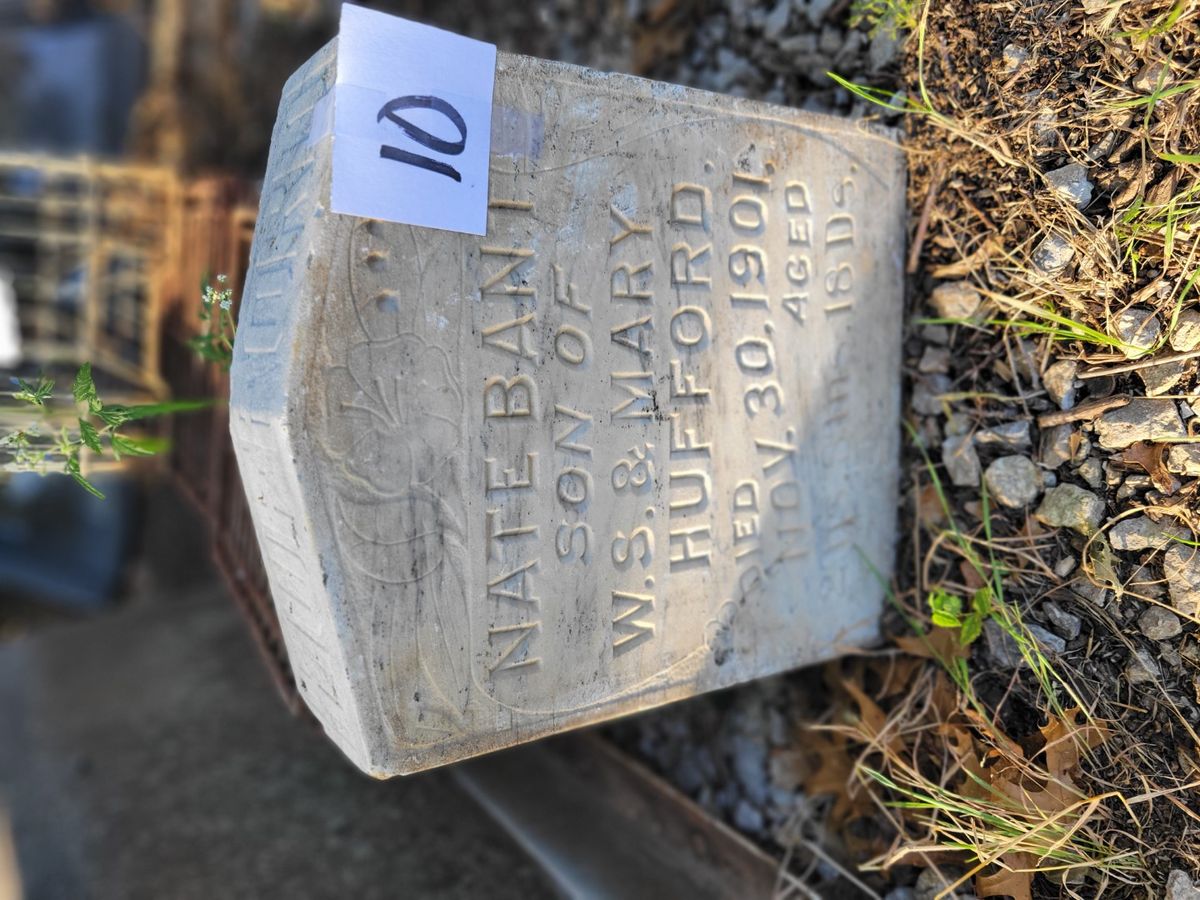 10
NATE BANT
SON OF
W.S. & MARY
HUFFORD.
DIED
NOV. 30, 1901.
AGED
18 DS.